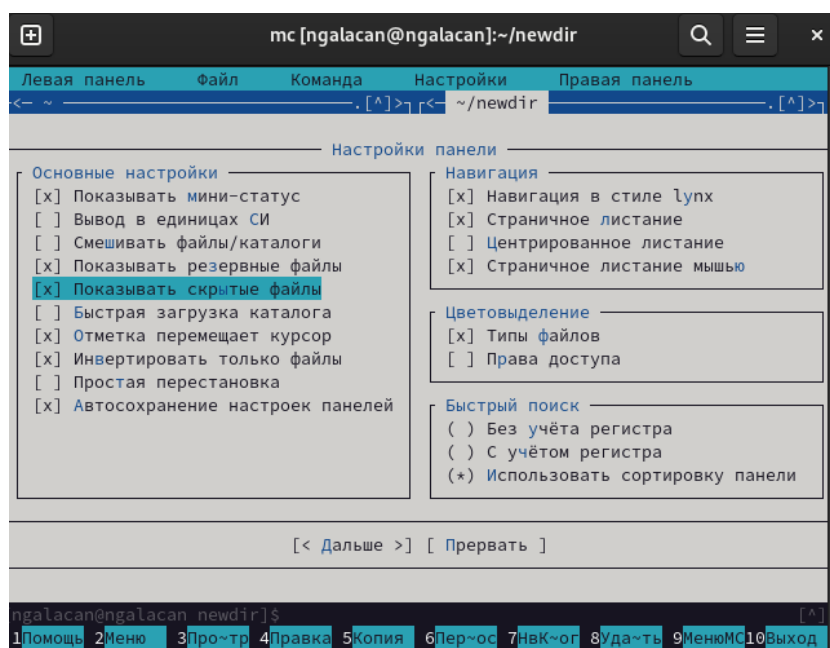 mc [ngalacan@ngalacan]:~/newdir
Левая панель Файл Команда Настройки Правая панель
<— ~ .[^]> <— ~/newdir .[^]>
Настройки панели
Основные настройки
[x] Показывать мини-статус
[ ] Вывод в единицах СИ
[ ] Смешивать файлы/каталоги
[x] Показывать резервные файлы
[x] Показывать скрытые файлы
[ ] Быстрая загрузка каталога
[x] Отметка перемещает курсор
[x] Инвертировать только файлы
[ ] Простая перестановка
[x] Автосохранение настроек панелей
Навигация
[x] Навигация в стиле lynx
[x] Страничное листание
[ ] Центрированное листание
[x] Страничное листание мышью
Цветовыделение
[x] Типы файлов
[ ] Права доступа
Быстрый поиск
( ) Без учёта регистра
( ) С учётом регистра
(*) Использовать сортировку панели
[< Дальше >] [ Прервать ]
ngalacan@ngalacan newdir]$ [^]
1Помощь 2Меню 3Про~тр 4Правка 5Копия 6Пер~ос 7НвК~ог 8Уда~ть 9МенюMC 10Выход